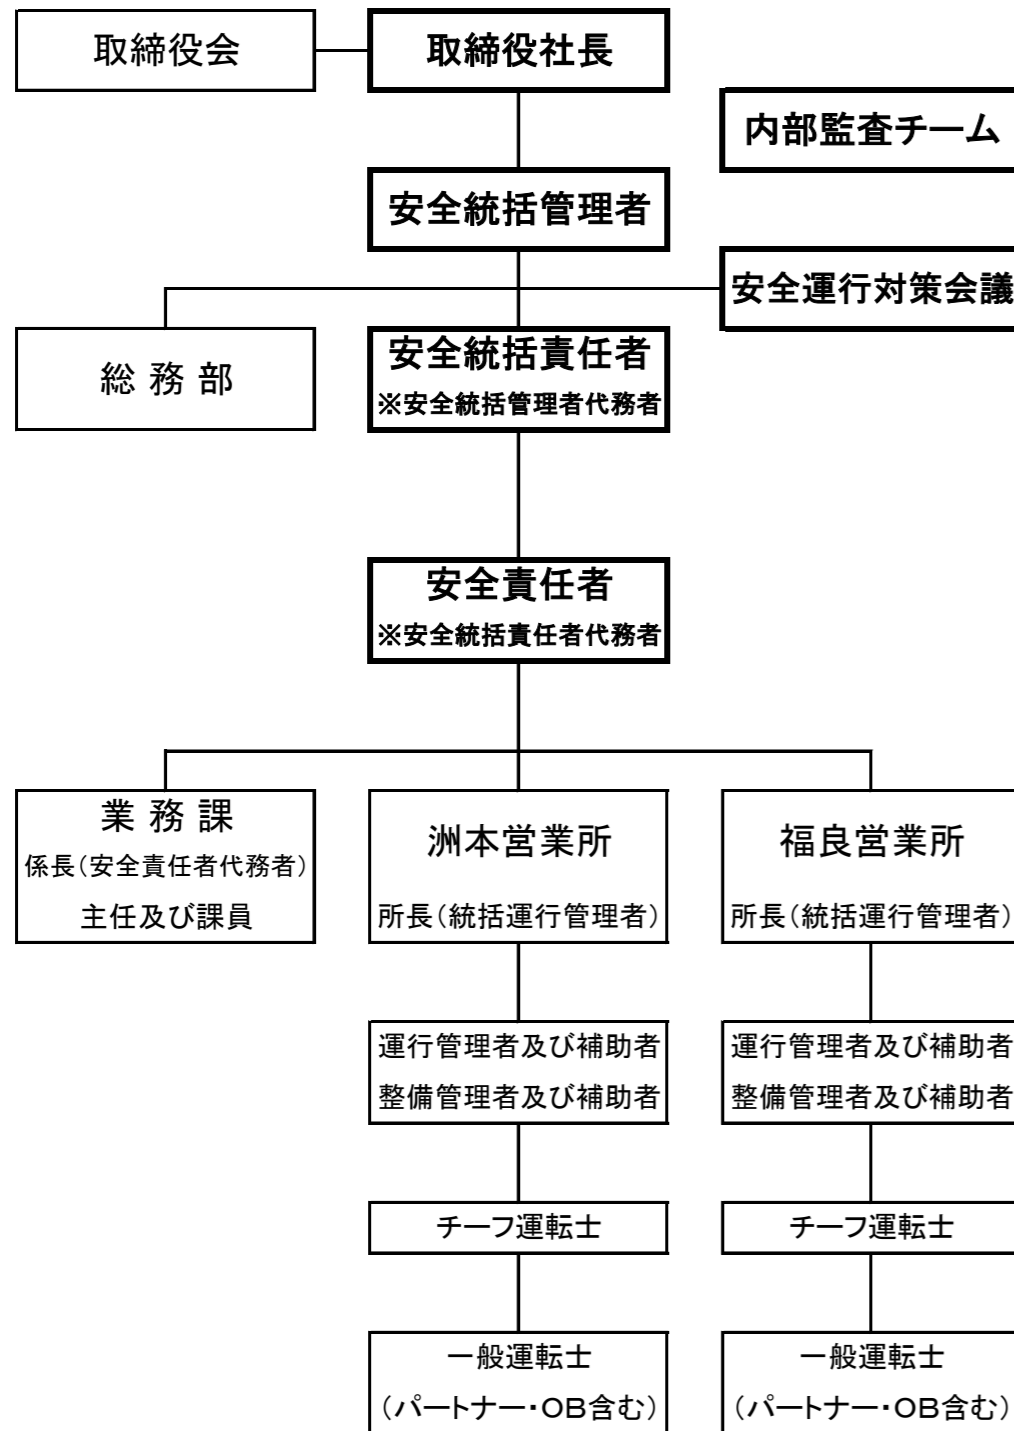 取締役会
取締役社長
内部監査チーム
安全統括管理者
安全運行対策会議
総 務 部
安全統括責任者
※安全統括管理者代務者
安全責任者
※安全統括責任者代務者
業 務 課
係長(安全責任者代務者)
主任及び課員
洲本営業所
所長(統括運行管理者)
福良営業所
所長(統括運行管理者)
運行管理者及び補助者
整備管理者及び補助者
運行管理者及び補助者
整備管理者及び補助者
チーフ運転士
チーフ運転士
一般運転士
(パートナー・OB含む)
一般運転士
(パートナー・OB含む)